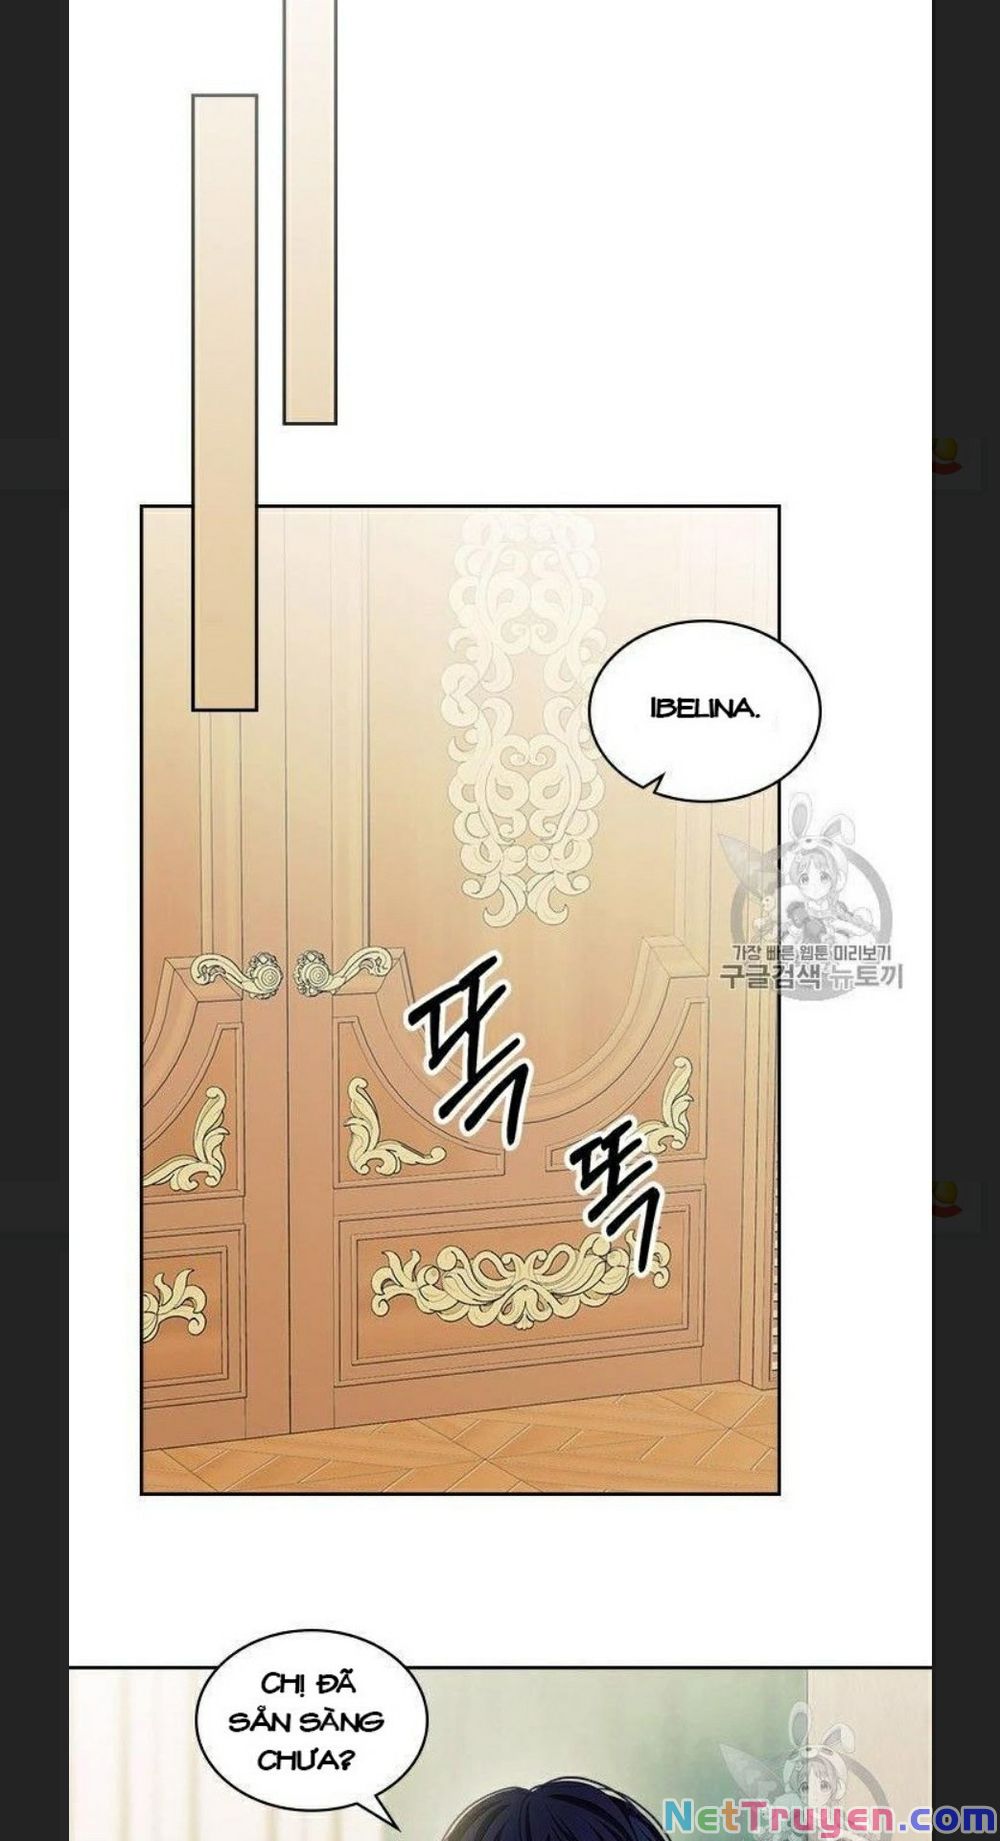 IBELINA.
가장 빠른 웹툰 미리보기
구글검색 뉴토끼
똑
똑
CHỊ ĐÃ
SẴN SÀNG
CHƯA?
NetTruyen.com